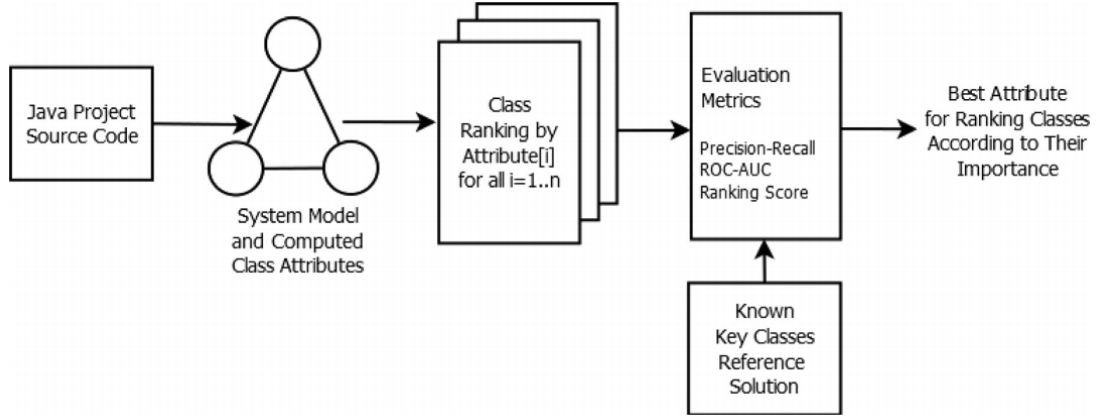 Java Project
Source Code
System Model
and Computed
Class Attributes
Class
Ranking by
Attribute[i]
for all i=1..n
Evaluation
Metrics
Precision-Recall
ROC-AUC
Ranking Score
Known
Key Classes
Reference
Solution
Best Attribute
for Ranking Classes
According to Their
Importance